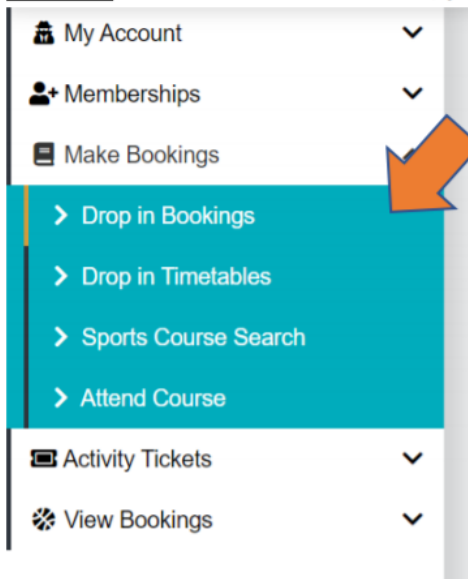 My Account
Memberships
Make Bookings
Drop in Bookings
Drop in Timetables
Sports Course Search
Attend Course
Activity Tickets
View Bookings